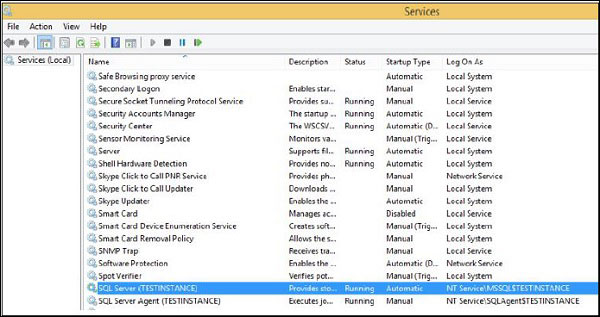 Services
File Action View Help
Services (Local)
Name Description Status Startup Type Log On As
Safe Browsing proxy service Automatic Local System
Secondary Logon Enables star... Manual Local System
Secure Socket Tunneling Protocol Service Provides su... Running Manual Local Service
Security Accounts Manager The startup ... Running Automatic Local System
Security Center The WSCS/... Running Automatic (D... Local Service
Sensor Monitoring Service Monitors va... Manual (Trig... Local Service
Server Supports fil... Running Automatic Local System
Shell Hardware Detection Provides no... Running Automatic Local System
Skype Click to Call PNR Service Provides ph... Manual Network Service
Skype Click to Call Updater Downloads ... Manual Local System
Skype Updater Enables the ... Automatic Local System
Smart Card Manages ac... Disabled Local Service
Smart Card Device Enumeration Service Creates soft... Manual (Trig... Local System
Smart Card Removal Policy Allows the s... Manual Local System
SNMP Trap Receives tra... Manual Local Service
Software Protection Enables the ... Automatic (D... Network Service
Spot Verifier Verifies pot... Manual (Trig... Local System
SQL Server (TESTINSTANCE) Provides sto... Running Automatic NT Service\MSSQL$TESTINSTANCE
SQL Server Agent (TESTINSTANCE) Executes jo... Running Manual NT Service\SQLAgent$TESTINSTANCE